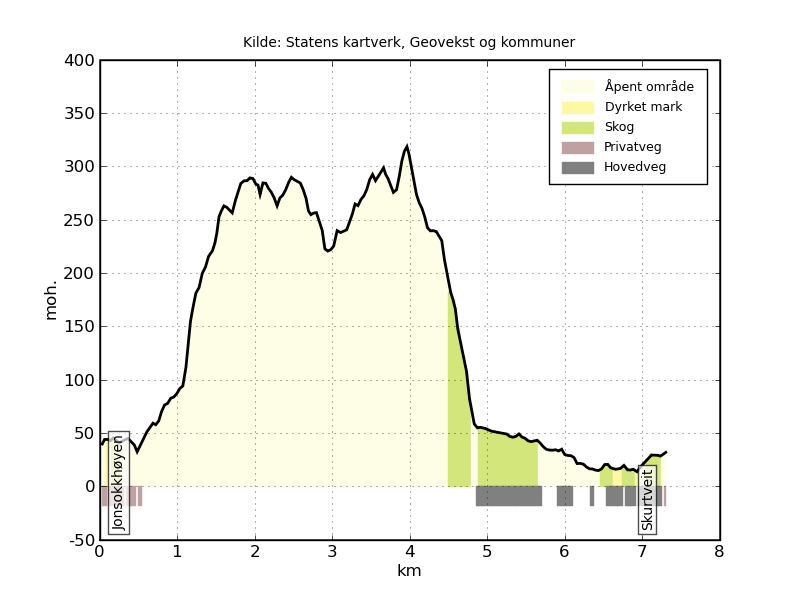 Kilde: Statens kartverk, Geovekst og kommuner
400
350
300
250
200
150
100
50
0
-50
moh.
Åpent område
Dyrket mark
Skog
Privatveg
Hovedveg
Jonsokkhøyen
Skurtveit
0 1 2 3 4 5 6 7 8
km